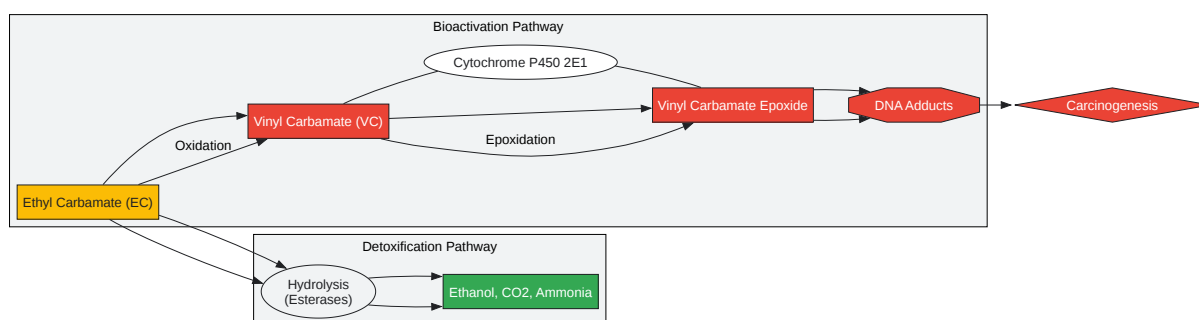 Bioactivation Pathway
Cytochrome P450 2E1
Vinyl Carbamate Epoxide
DNA Adducts
Carcinogenesis
Vinyl Carbamate (VC)
Oxidation
Epoxidation
Ethyl Carbamate (EC)
Detoxification Pathway
Hydrolysis
(Esterases)
Ethanol, CO2, Ammonia